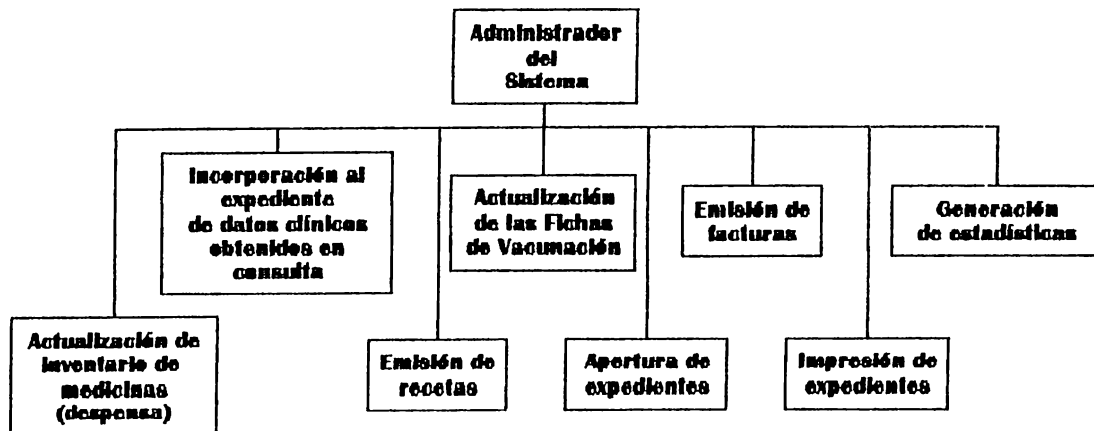 Administrador
del
Sistema
Incorporación al
expediente
de datos clínicos
obtenidos en
consulta
Actualización
de las Fichas
de Vacunación
Emisión de
facturas
Generación
de estadísticas
Actualización de
inventario de
medicinas
(despensa)
Emisión de
recetas
Apertura de
expedientes
Impresión de
expedientes